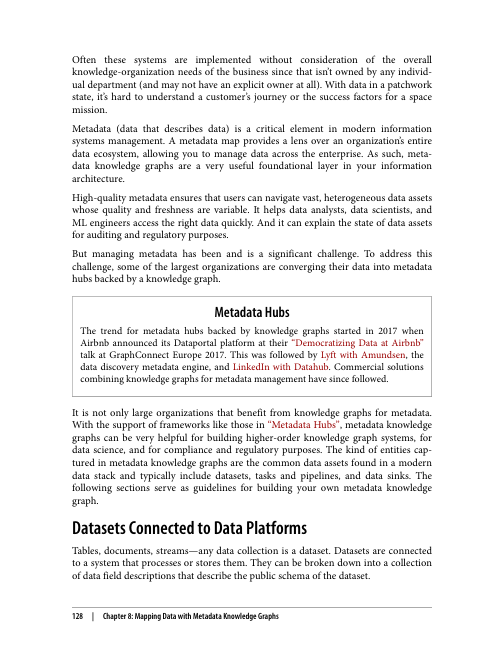 Often these systems are implemented without consideration of the overall
knowledge-organization needs of the business since that isn't owned by any individ-
ual department (and may not have an explicit owner at all). With data in a patchwork
state, it's hard to understand a customer's journey or the success factors for a space
mission.
Metadata (data that describes data) is a critical element in modern information
systems management. A metadata map provides a lens over an organization's entire
data ecosystem, allowing you to manage data across the enterprise. As such, meta-
data knowledge graphs are a very useful foundational layer in your information
architecture.
High-quality metadata ensures that users can navigate vast, heterogeneous data assets
whose quality and freshness are variable. It helps data analysts, data scientists, and
ML engineers access the right data quickly. And it can explain the state of data assets
for auditing and regulatory purposes.
But managing metadata has been and is a significant challenge. To address this
challenge, some of the largest organizations are converging their data into metadata
hubs backed by a knowledge graph.
Metadata Hubs
The trend for metadata hubs backed by knowledge graphs started in 2017 when
Airbnb announced its Dataportal platform at their “Democratizing Data at Airbnb”
talk at GraphConnect Europe 2017. This was followed by Lyft with Amundsen, the
data discovery metadata engine, and LinkedIn with Datahub. Commercial solutions
combining knowledge graphs for metadata management have since followed.
It is not only large organizations that benefit from knowledge graphs for metadata.
With the support of frameworks like those in “Metadata Hubs”, metadata knowledge
graphs can be very helpful for building higher-order knowledge graph systems, for
data science, and for compliance and regulatory purposes. The kind of entities cap-
tured in metadata knowledge graphs are the common data assets found in a modern
data stack and typically include datasets, tasks and pipelines, and data sinks. The
following sections serve as guidelines for building your own metadata knowledge
graph.
Datasets Connected to Data Platforms
Tables, documents, streams—any data collection is a dataset. Datasets are connected
to a system that processes or stores them. They can be broken down into a collection
of data field descriptions that describe the public schema of the dataset.
128 | Chapter 8: Mapping Data with Metadata Knowledge Graphs